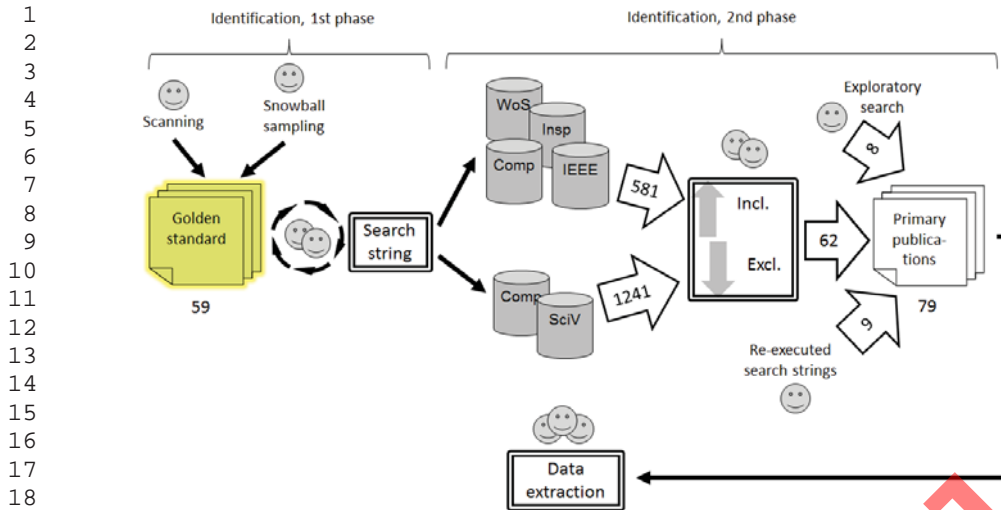 1
2
3
4
5
6
7
8
9
10
11
12
13
14
15
16
17
18
Identification, 1st phase
Scanning
Snowball
sampling
Golden
standard
59
Search
string
Identification, 2nd phase
WoS
Insp
Comp
IEEE
581
Comp
SciV
1241
Incl.
Excl.
62
Exploratory
search
8
Primary
publica-
tions
79
9
Re-executed
search strings
Data
extraction